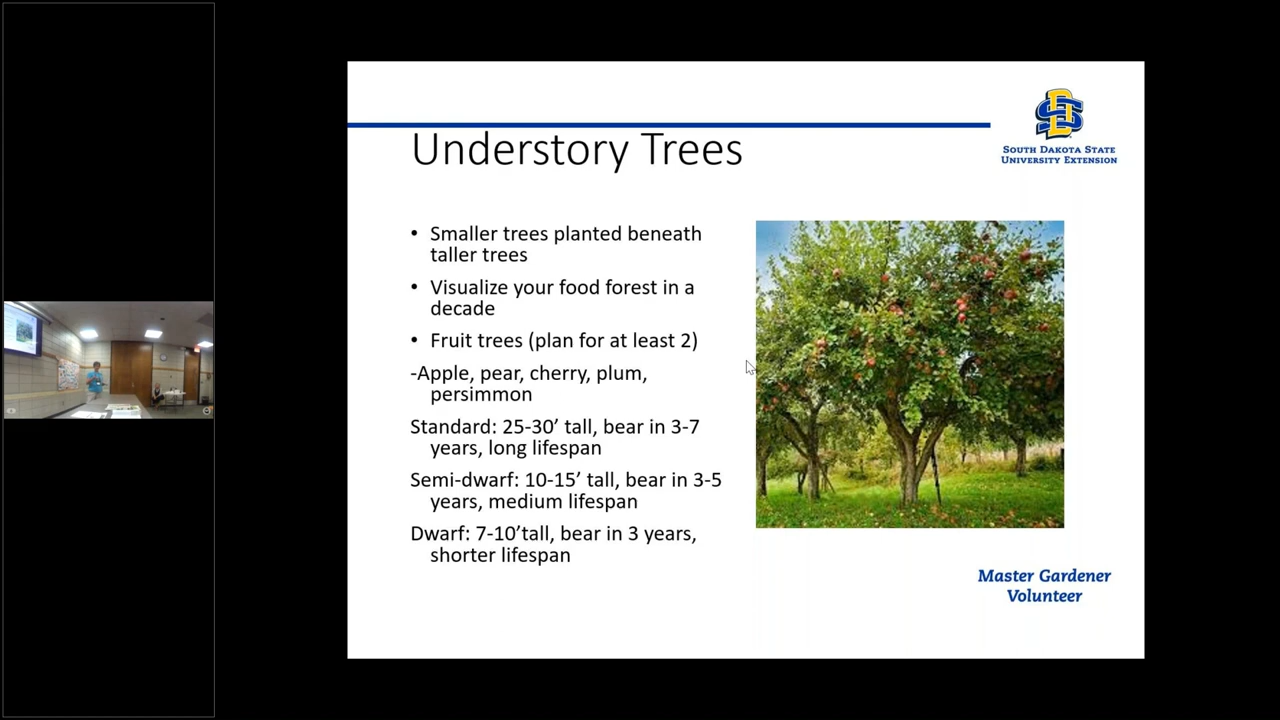 Understory Trees
SOUTH DAKOTA STATE
UNIVERSITY EXTENSION
• Smaller trees planted beneath
taller trees
• Visualize your food forest in a
decade
• Fruit trees (plan for at least 2)
-Apple, pear, cherry, plum,
persimmon
Standard: 25-30’ tall, bear in 3-7
years, long lifespan
Semi-dwarf: 10-15’ tall, bear in 3-5
years, medium lifespan
Dwarf: 7-10’tall, bear in 3 years,
shorter lifespan
Master Gardener
Volunteer